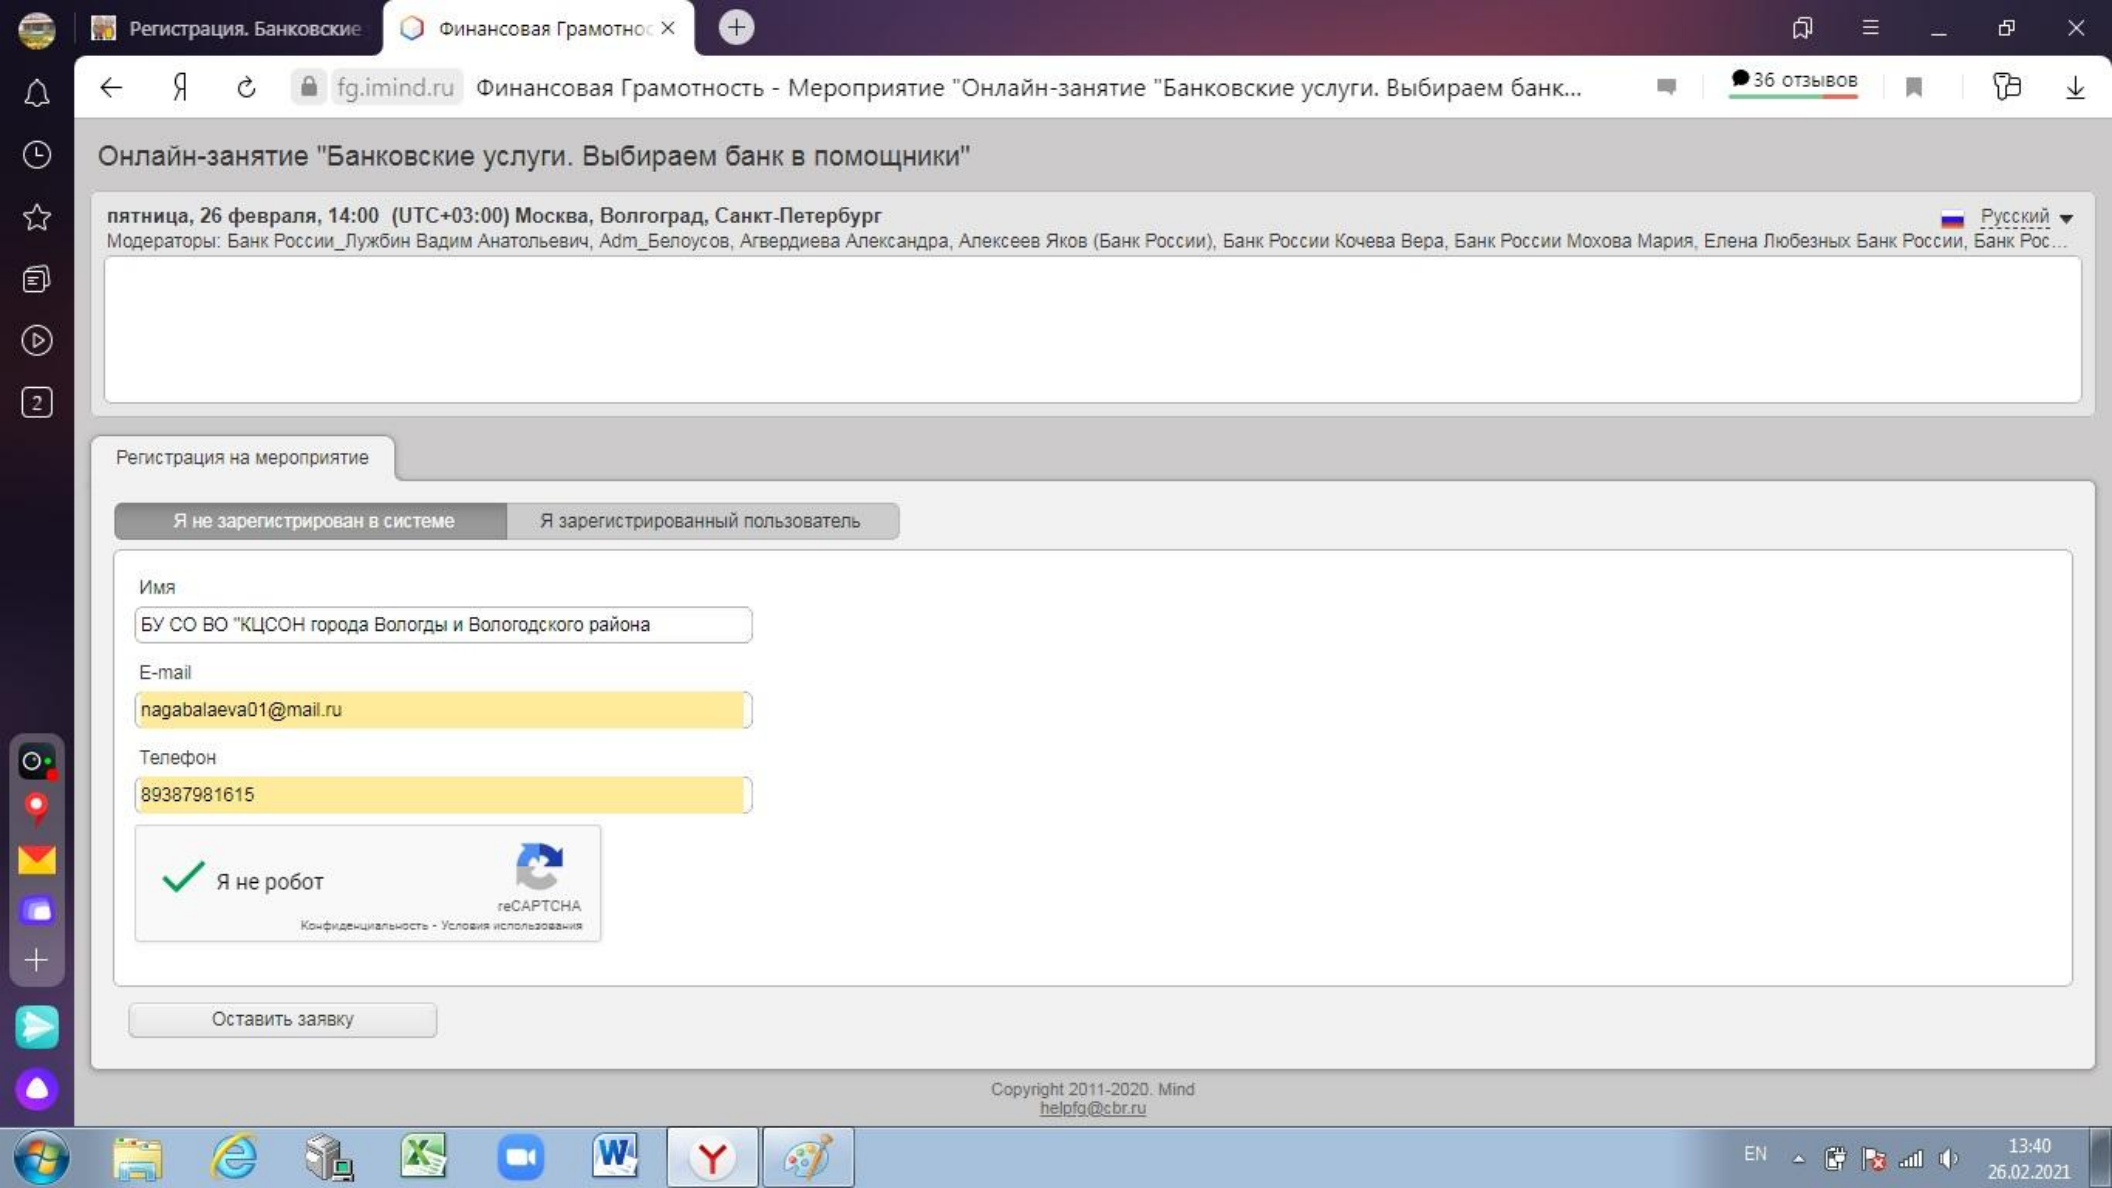 Регистрация. Банковские
Финансовая Грамотнос
fg.imind.ru Финансовая Грамотность - Мероприятие "Онлайн-занятие "Банковские услуги. Выбираем банк...
36 отзывов
Онлайн-занятие "Банковские услуги. Выбираем банк в помощники"
пятница, 26 февраля, 14:00 (UTC+03:00) Москва, Волгоград, Санкт-Петербург
Русский
Модераторы: Банк России_Лужбин Вадим Анатольевич, Adm_Белоусов, Агвердиева Александра, Алексеев Яков (Банк России), Банк России Кочева Вера, Банк России Мохова Мария, Елена Любезных Банк России, Банк Рос...
2
Регистрация на мероприятие
Я не зарегистрирован в системе
Я зарегистрированный пользователь
Имя
БУ СО ВО "КЦСОН города Вологды и Вологодского района
E-mail
nagabalaeva01@mail.ru
Телефон
89387981615
Я не робот
reCAPTCHA
Конфиденциальность - Условия использования
Оставить заявку
Copyright 2011-2020. Mind
helpfg@cbr.ru
EN
13:40
26.02.2021